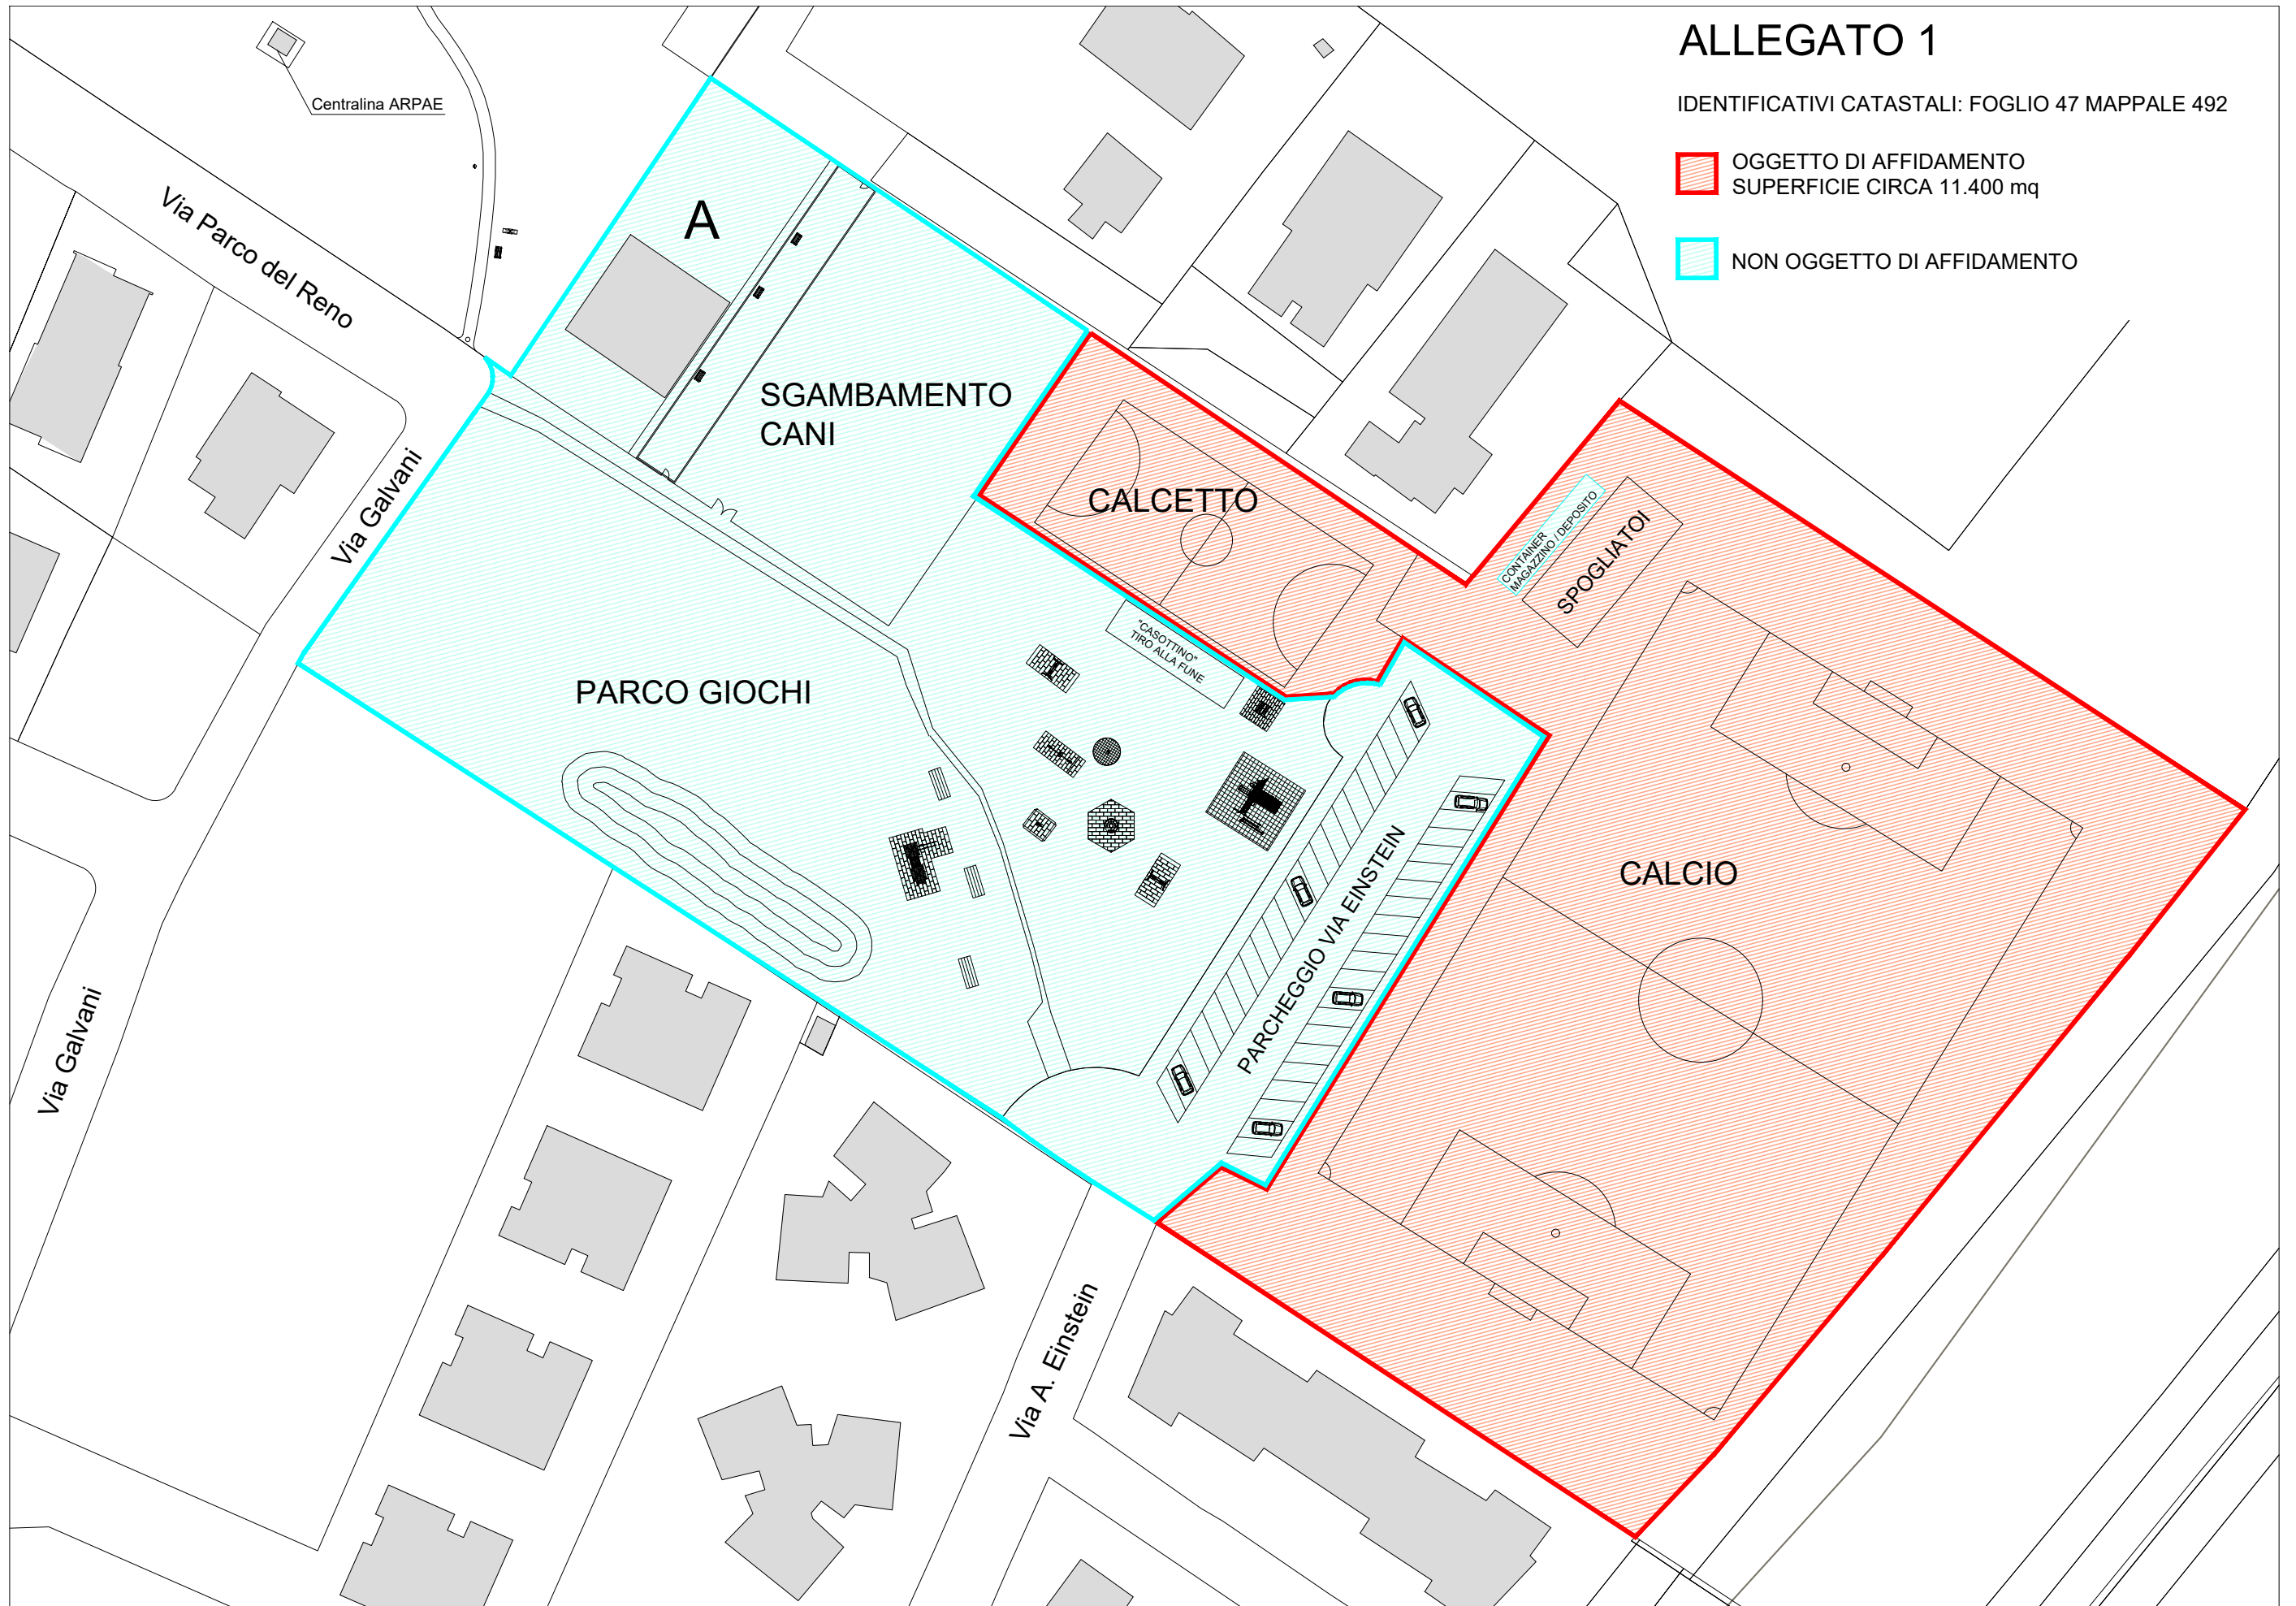 ALLEGATO 1
IDENTIFICATIVI CATASTALI: FOGLIO 47 MAPPALE 492
OGGETTO DI AFFIDAMENTO
SUPERFICIE CIRCA 11.400 mq
NON OGGETTO DI AFFIDAMENTO
Centralina ARPAE
Via Parco del Reno
A
SGAMBAMENTO
CANI
Via Galvani
CALCETTO
CONTAINER
MAGAZZINO / DEPOSITO
SPOGLIATOI
"CASOTTINO"
TIRO ALLA FUNE
PARCO GIOCHI
CALCIO
PARCHEGGIO VIA EINSTEIN
Via Galvani
Via A. Einstein